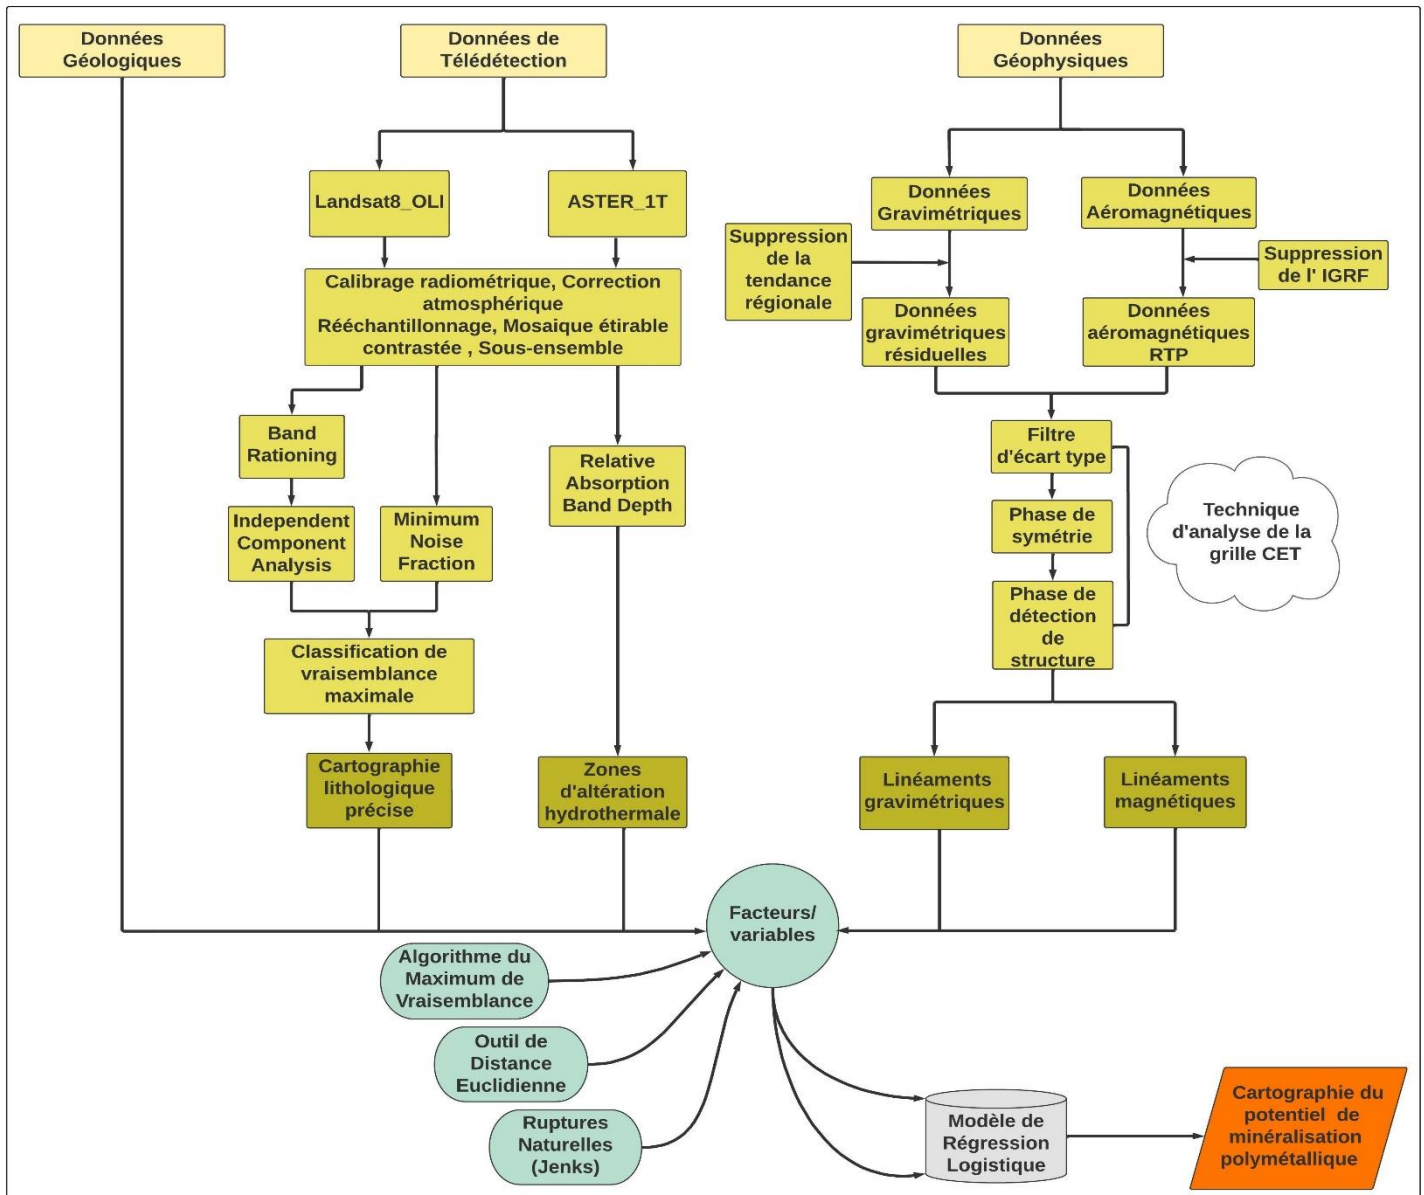 Données
Géologiques
Données de
Télédétection
Données
Géophysiques
Landsat8_OLI
ASTER_1T
Données
Gravimétriques
Données
Aéromagnétiques
Suppression
de la
tendance
régionale
Suppression
de l' IGRF
Calibrage radiométrique, Correction
atmosphérique
Rééchantillonnage, Mosaique étirable
contrastée , Sous-ensemble
Données
gravimétriques
résiduelles
Données
aéromagnétiques
RTP
Band
Rationing
Relative
Absorption
Band Depth
Filtre
d'écart type
Independent
Component
Analysis
Minimum
Noise
Fraction
Phase de
symétrie
Technique
d'analyse de la
grille CET
Phase de
détection
de
structure
Classification de
vraisemblance
maximale
Cartographie
lithologique
précise
Zones
d'altération
hydrothermale
Linéaments
gravimétriques
Linéaments
magnétiques
Facteurs/
variables
Algorithme du
Maximum de
Vraisemblance
Outil de
Distance
Euclidienne
Ruptures
Naturelles
(Jenks)
Modèle de
Régression
Logistique
Cartographie du
potentiel de
minéralisation
polymétallique